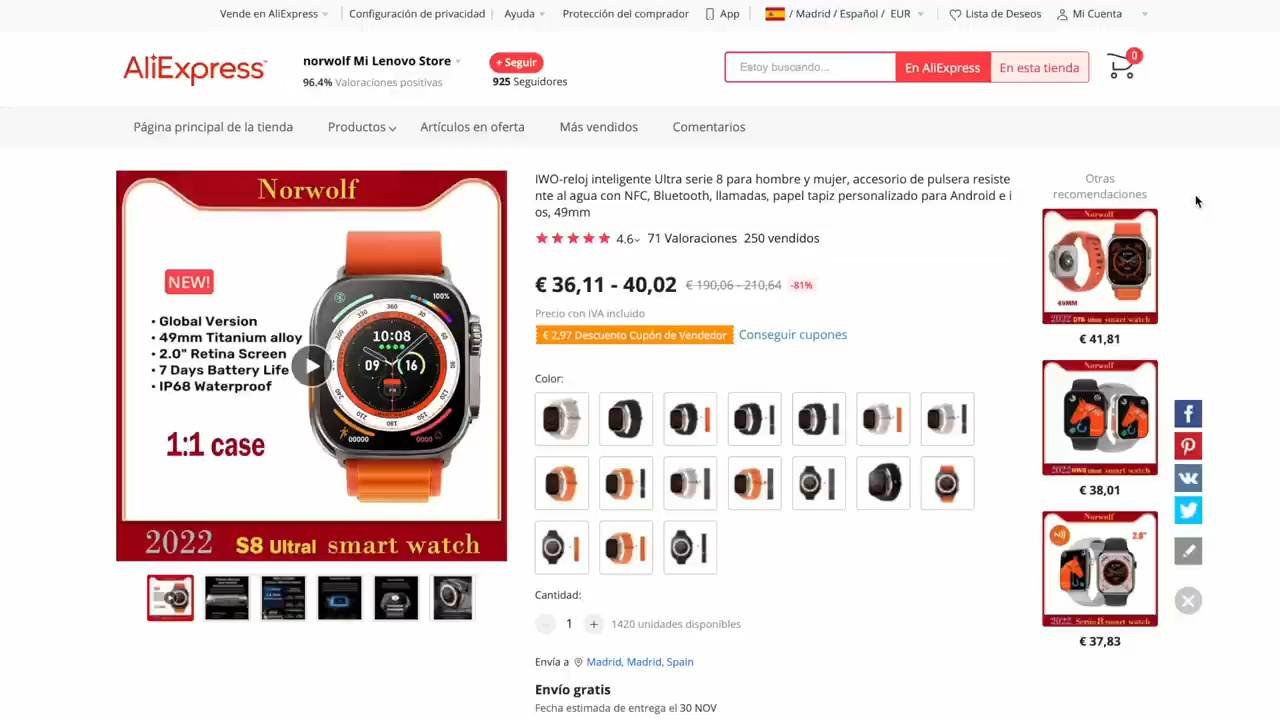 Vende en AliExpress
Configuración de privacidad
Ayuda
Protección del comprador
App
/ Madrid / Español / EUR
Lista de Deseos
Mi Cuenta
AliExpress
norwolf Mi Lenovo Store
96.4% Valoraciones positivas
+ Seguir
925 Seguidores
Estoy buscando...
En AliExpress
En esta tienda
0
Página principal de la tienda
Productos
Artículos en oferta
Más vendidos
Comentarios
Norwolf
NEW!
• Global Version
• 49mm Titanium alloy
• 2.0" Retina Screen
• 7 Days Battery Life
• IP68 Waterproof
1:1 case
100%
10:08
09
16
00000
0000
2022 S8 Ultral smart watch
IWO-reloj inteligente Ultra serie 8 para hombre y mujer, accesorio de pulsera resiste
nte al agua con NFC, Bluetooth, llamadas, papel tapiz personalizado para Android e i
os, 49mm
4.6 71 Valoraciones 250 vendidos
€ 36,11 - 40,02 € 190,06 - 210,64 -81%
Precio con IVA incluido
€ 2,97 Descuento Cupón de Vendedor Conseguir cupones
Color:
Cantidad:
1 + 1420 unidades disponibles
Envía a Madrid, Madrid, Spain
Envío gratis
Fecha estimada de entrega el 30 NOV
Otras
recomendaciones
Norwolf
49MM
€ 41,81
Norwolf
€ 38,01
Norwolf
2.0"
€ 37,83